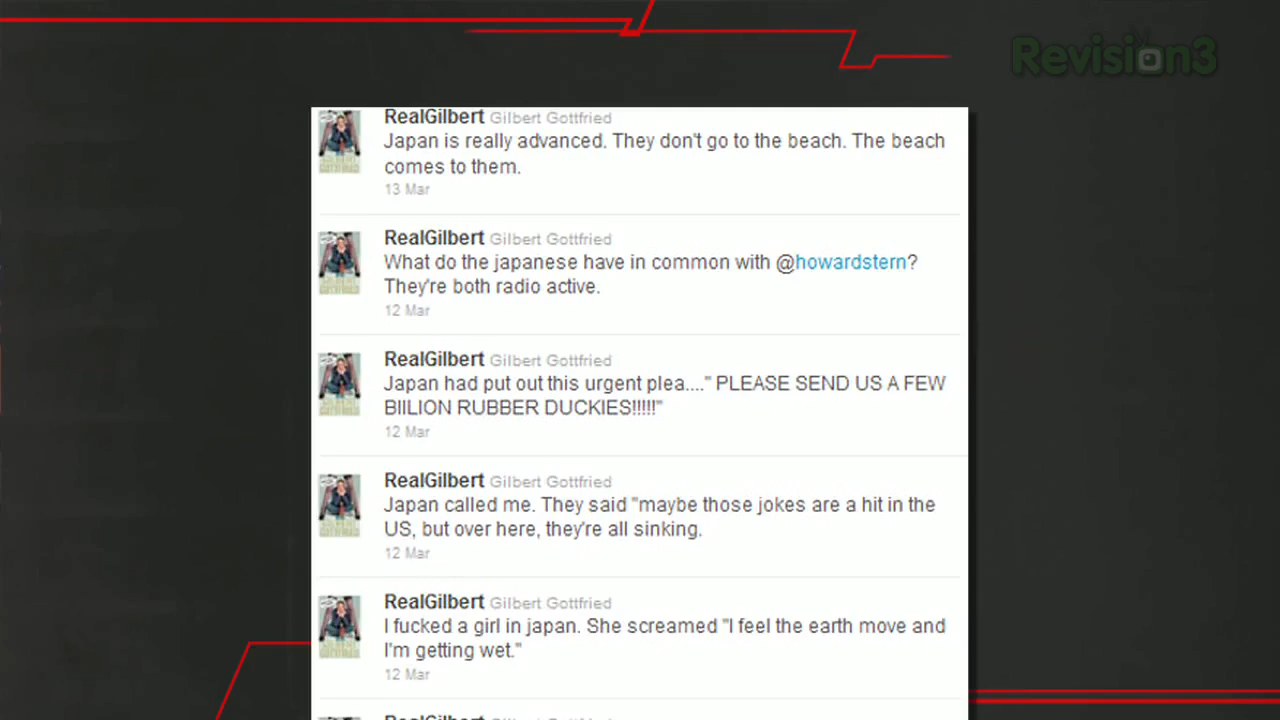 Revision3
RealGilbert Gilbert Gottfried
Japan is really advanced. They don't go to the beach. The beach
comes to them.
13 Mar
RealGilbert Gilbert Gottfried
What do the japanese have in common with @howardstern?
They're both radio active.
12 Mar
RealGilbert Gilbert Gottfried
Japan had put out this urgent plea...." PLEASE SEND US A FEW
BIILION RUBBER DUCKIES!!!!!"
12 Mar
RealGilbert Gilbert Gottfried
Japan called me. They said "maybe those jokes are a hit in the
US, but over here, they're all sinking.
12 Mar
RealGilbert Gilbert Gottfried
I fucked a girl in japan. She screamed "I feel the earth move and
I'm getting wet."
12 Mar
RealGilbert Gilbert Gottfried